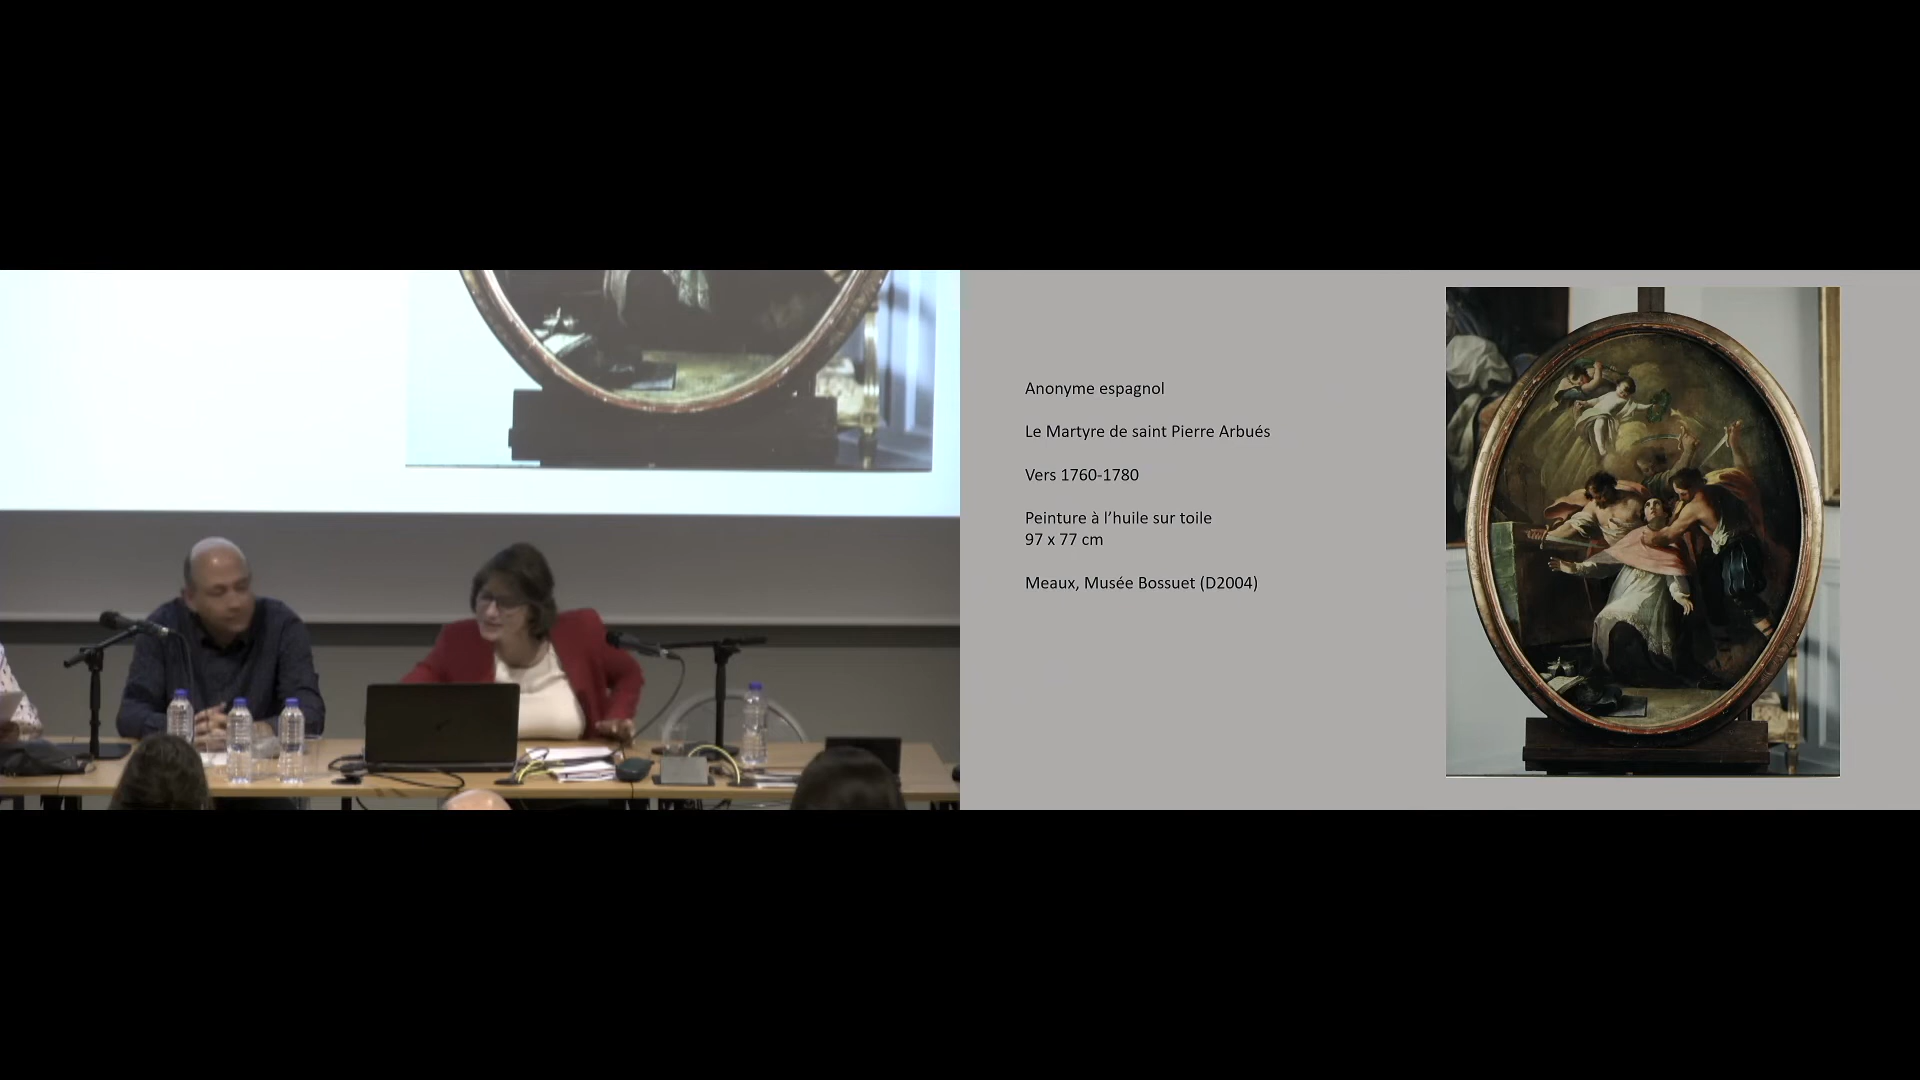 Anonyme espagnol
Le Martyre de saint Pierre Arbués
Vers 1760-1780
Peinture à l'huile sur toile
97 x 77 cm
Meaux, Musée Bossuet (D2004)